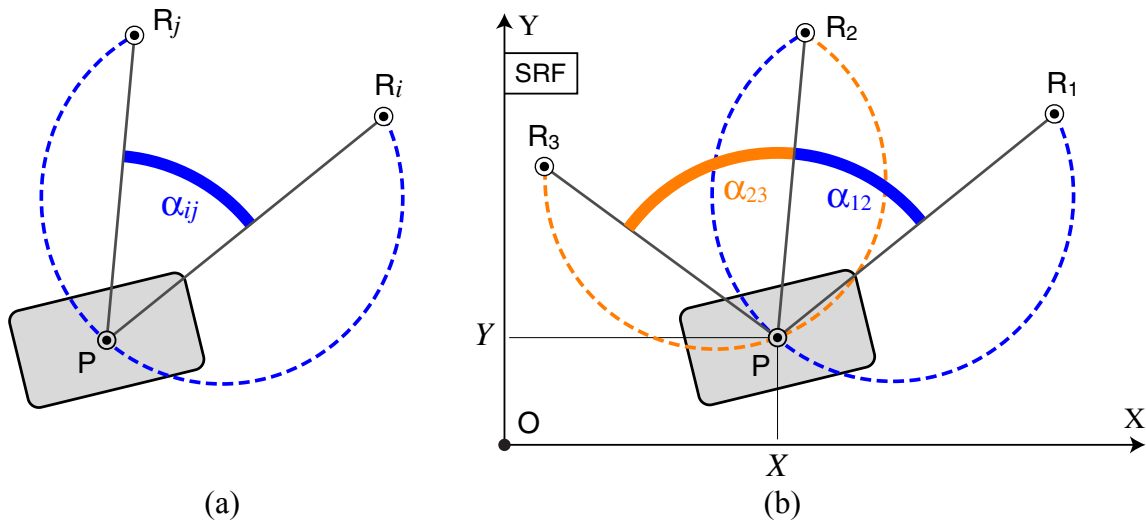 Rj
Ri
αij
P
(a)
Y
SRF
R2
R1
R3
α23
α12
Y
P
O
X
X
(b)